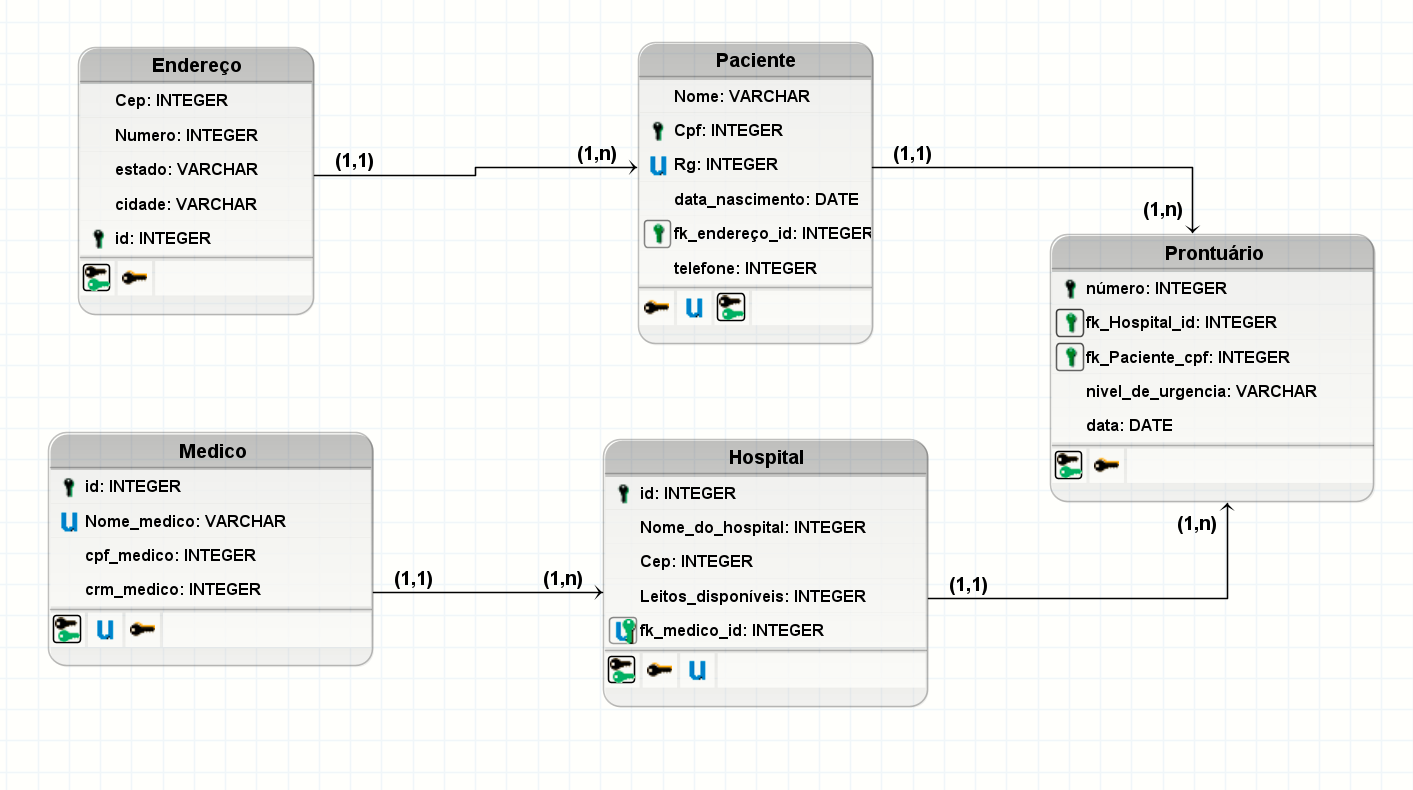 Endereço
Cep: INTEGER
Numero: INTEGER
estado: VARCHAR
cidade: VARCHAR
id: INTEGER
(1,1)
(1,n)
Paciente
Nome: VARCHAR
Cpf: INTEGER
Rg: INTEGER
data_nascimento: DATE
fk_endereço_id: INTEGER
telefone: INTEGER
(1,1)
(1,n)
Prontuário
número: INTEGER
fk_Hospital_id: INTEGER
fk_Paciente_cpf: INTEGER
nivel_de_urgencia: VARCHAR
data: DATE
Medico
id: INTEGER
Nome_medico: VARCHAR
cpf_medico: INTEGER
crm_medico: INTEGER
(1,1)
(1,n)
Hospital
id: INTEGER
Nome_do_hospital: INTEGER
Cep: INTEGER
Leitos_disponíveis: INTEGER
fk_medico_id: INTEGER
(1,1)
(1,n)